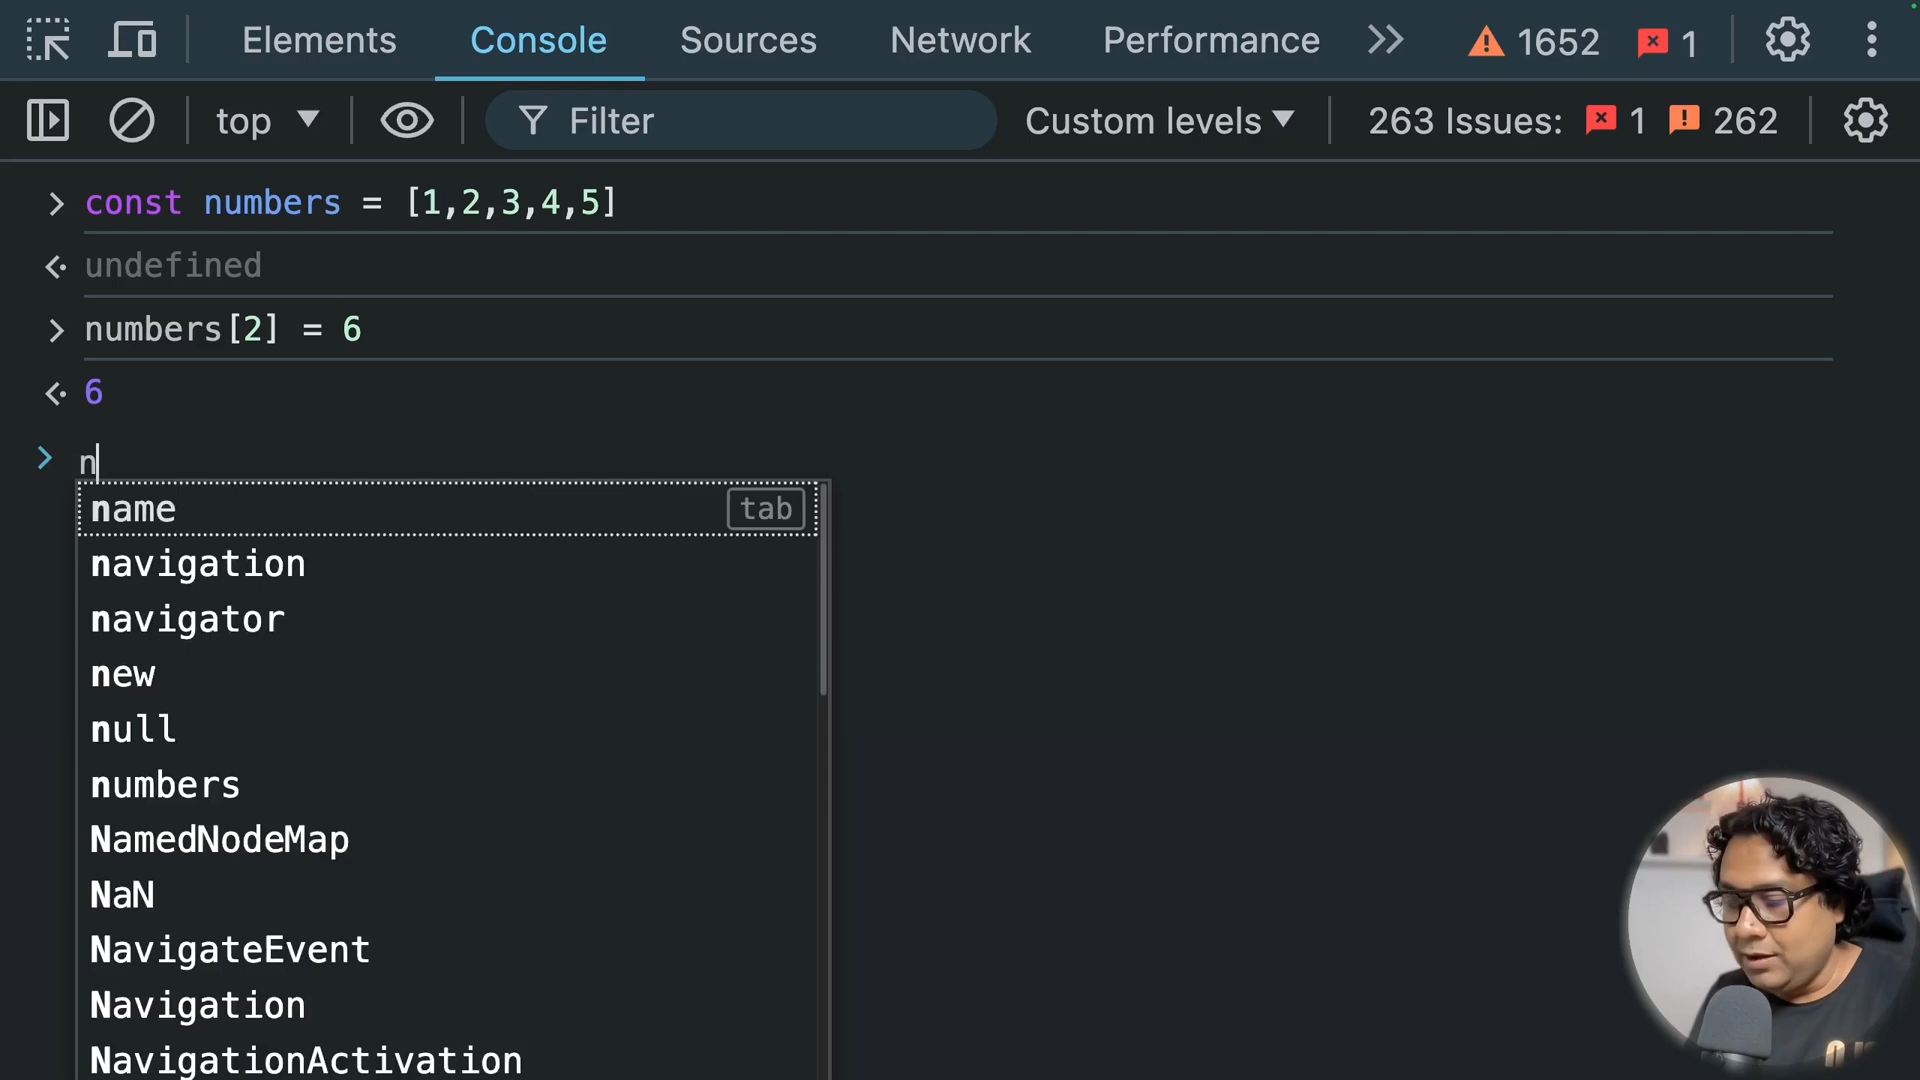 Elements Console Sources Network Performance 1652 1
top Filter Custom levels 263 Issues: 1 262
const numbers = [1,2,3,4,5]
undefined
numbers[2] = 6
6
n
name tab
navigation
navigator
new
null
numbers
NamedNodeMap
NaN
NavigateEvent
Navigation
NavigationActivation